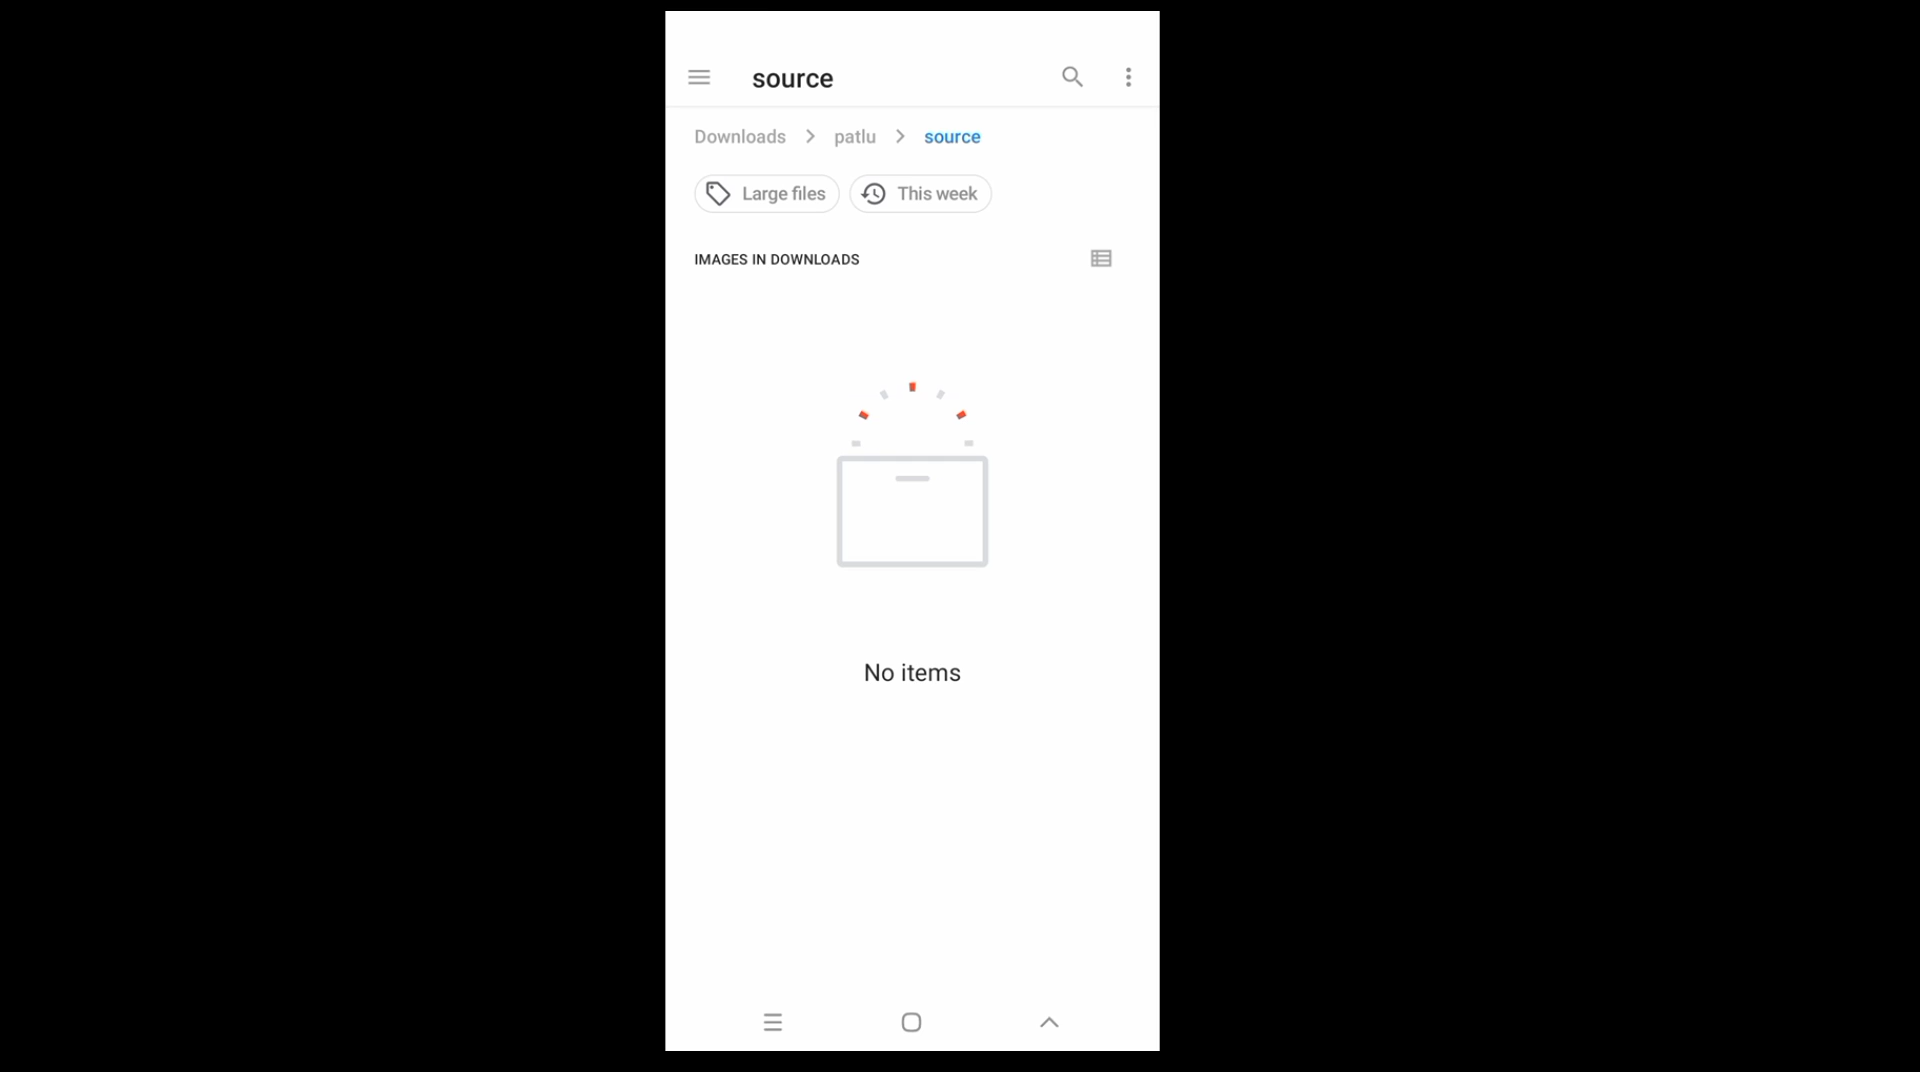 source
Downloads > patlu > source
Large files This week
IMAGES IN DOWNLOADS
No items